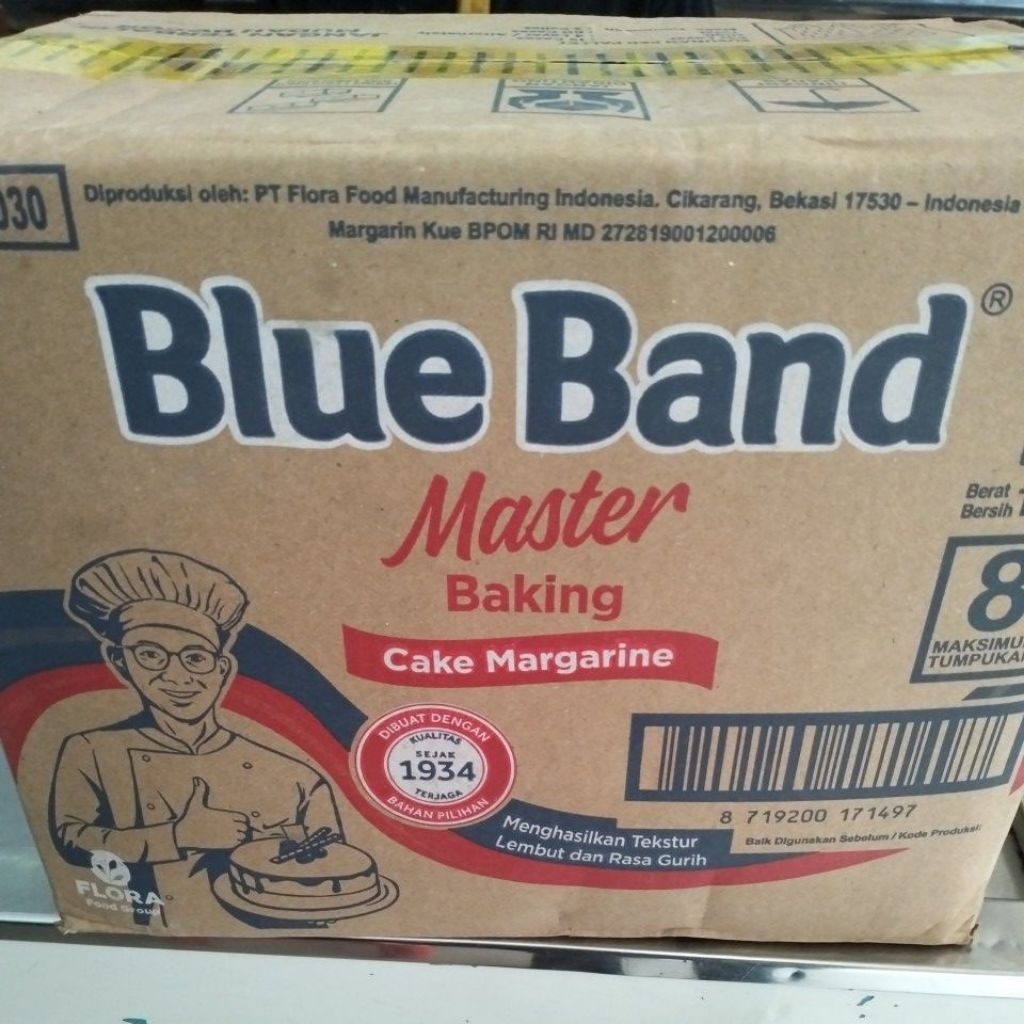 030
Diproduksi oleh: PT Flora Food Manufacturing Indonesia. Cikarang, Bekasi 17530 – Indonesia
Margarin Kue BPOM RI MD 272819001200006
Blue Band ®
Master
Baking
Cake Margarine
Berat
Bersih
8
MAKSIMU
TUMPUKA
DIBUAT DENGAN
KUALITAS
SEJAK
1934
TERJAGA
BAHAN PILIHAN
8 719200 171497
Baik Digunakan Sebelum / Kode Produksi:
Menghasilkan Tekstur
Lembut dan Rasa Gurih
FLORA
Food Group